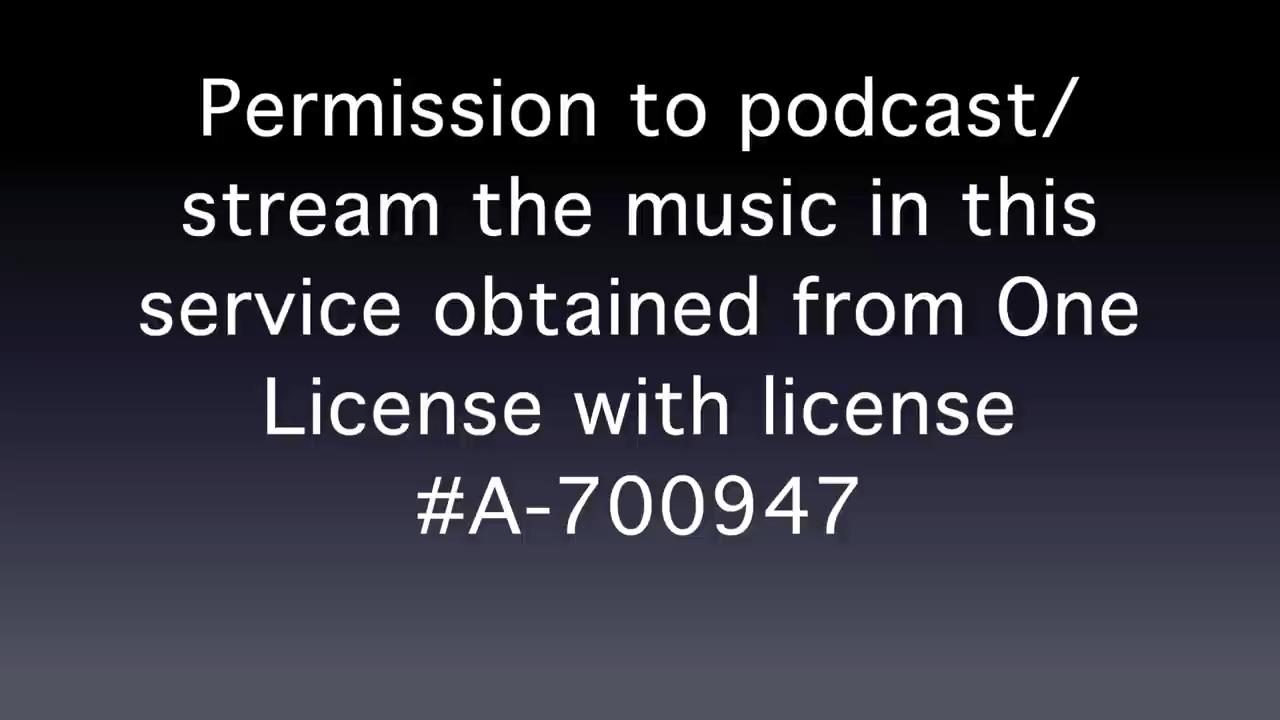 Permission to podcast/
stream the music in this
service obtained from One
License with license
#A-700947